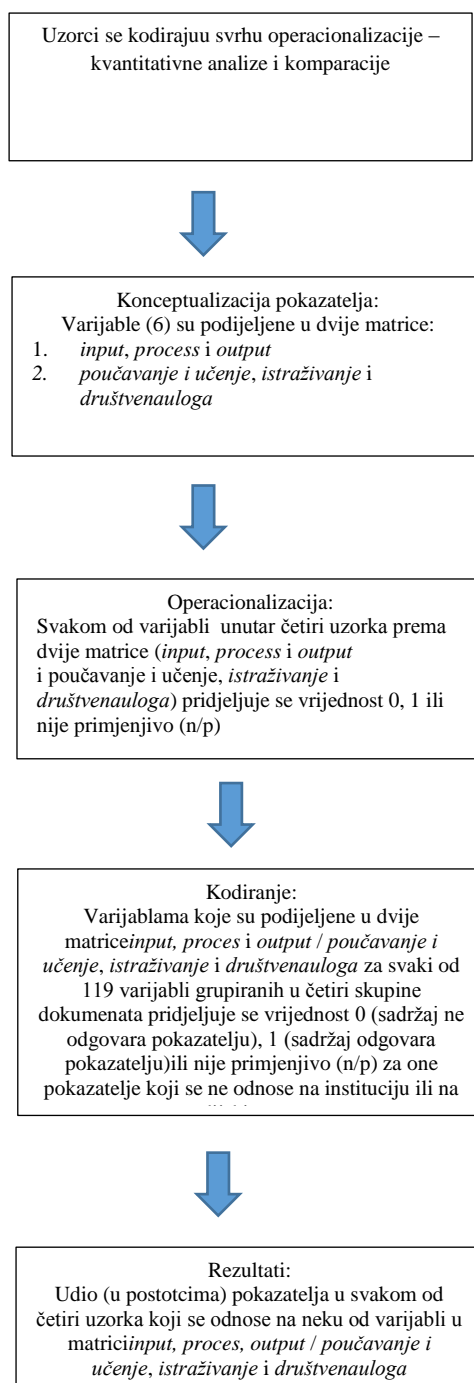 Uzorci se kodirajuu svrhu operacionalizacije –
kvantitativne analize i komparacije
Konceptualizacija pokazatelja:
Varijable (6) su podijeljene u dvije matrice:
1. input, process i output
2. poučavanje i učenje, istraživanje i
društvenauloga
Operacionalizacija:
Svakom od varijabli unutar četiri uzorka prema
dvije matrice (input, process i output
i poučavanje i učenje, istraživanje i
društvenauloga) pridjeljuje se vrijednost 0, 1 ili
nije primjenjivo (n/p)
Kodiranje:
Varijablama koje su podijeljene u dvije
matriceinput, proces i output / poučavanje i
učenje, istraživanje i društvenauloga za svaki od
119 varijabli grupiranih u četiri skupine
dokumenata pridjeljuje se vrijednost 0 (sadržaj ne
odgovara pokazatelju), 1 (sadržaj odgovara
pokazatelju)ili nije primjenjivo (n/p) za one
pokazatelje koji se ne odnose na instituciju ili na
Rezultati:
Udio (u postotcima) pokazatelja u svakom od
četiri uzorka koji se odnose na neku od varijabli u
matriciinput, proces, output / poučavanje i
učenje, istraživanje i društvenauloga